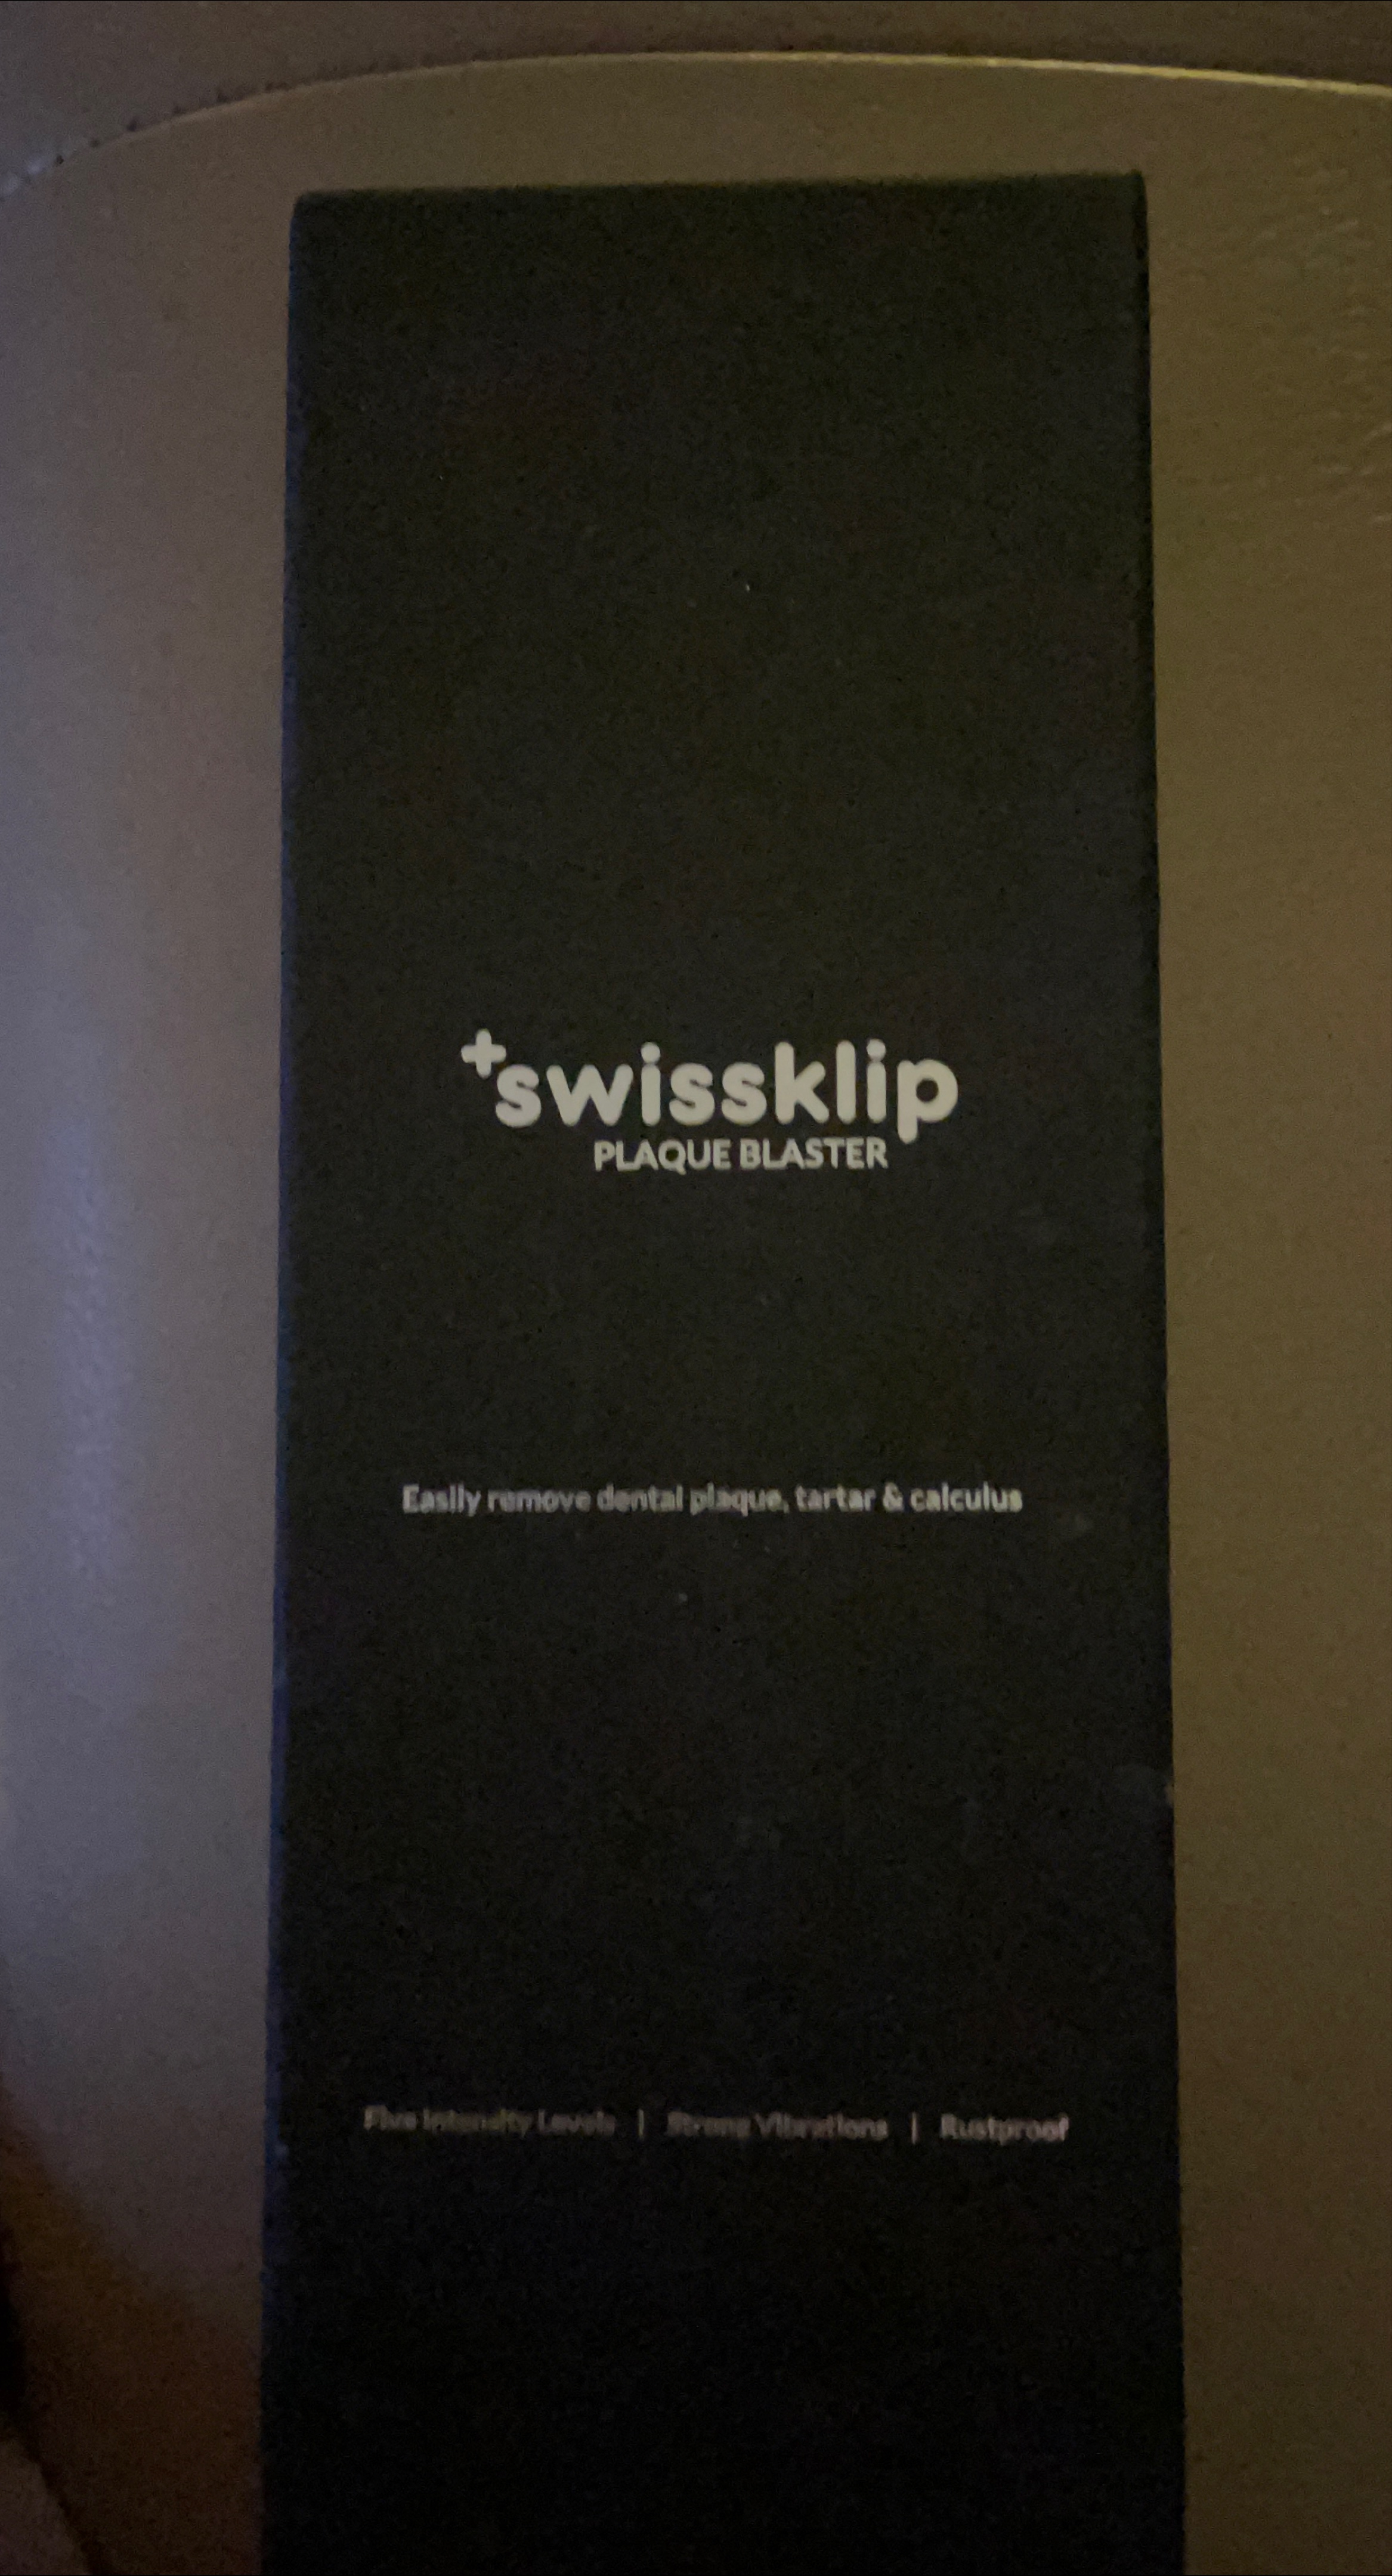 swissklip
PLAQUE BLASTER
Easily remove dental plaque, tartar & calculus
Five Intensity Levels | Strong Vibrations | Rustproof